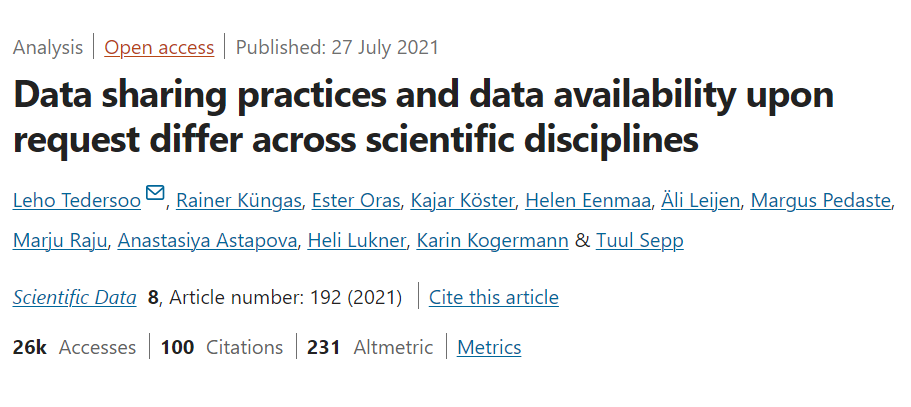 Analysis | Open access | Published: 27 July 2021
Data sharing practices and data availability upon
request differ across scientific disciplines
Leho Tedersoo, Rainer Küngas, Ester Oras, Kajar Köster, Helen Eenmaa, Äli Leijen, Margus Pedaste,
Marju Raju, Anastasiya Astapova, Heli Lukner, Karin Kogermann & Tuul Sepp
Scientific Data 8, Article number: 192 (2021) | Cite this article
26k Accesses | 100 Citations | 231 Altmetric | Metrics